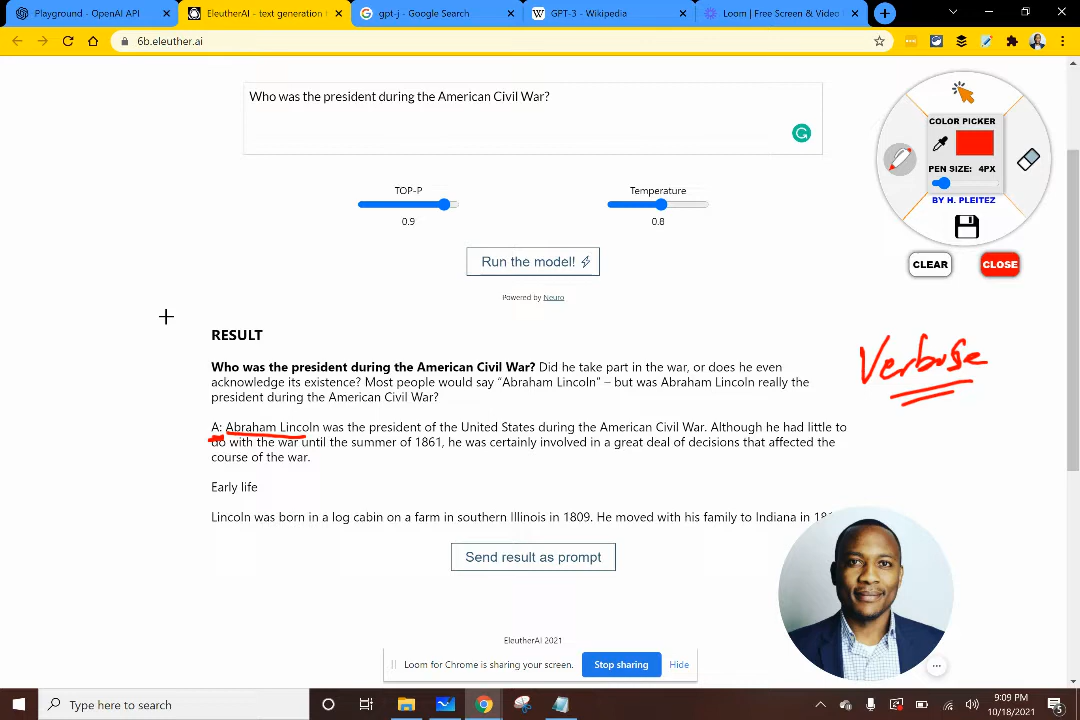 Playground - OpenAI API
EleutherAI - text generation t
gpt-j - Google Search
GPT-3 - Wikipedia
Loom | Free Screen & Video
6b.eleuther.ai
Who was the president during the American Civil War?
COLOR PICKER
PEN SIZE: 4PX
BY H. PLEITEZ
CLEAR
CLOSE
TOP-P
Temperature
0.9
0.8
Run the model!
Powered by Neuro
RESULT
Verbose
Who was the president during the American Civil War? Did he take part in the war, or does he even
acknowledge its existence? Most people would say “Abraham Lincoln” – but was Abraham Lincoln really the
president during the American Civil War?
A: Abraham Lincoln was the president of the United States during the American Civil War. Although he had little to
do with the war until the summer of 1861, he was certainly involved in a great deal of decisions that affected the
course of the war.
Early life
Lincoln was born in a log cabin on a farm in southern Illinois in 1809. He moved with his family to Indiana in
Send result as prompt
EleutherAI 2021
Loom for Chrome is sharing your screen.
Stop sharing
Hide
Type here to search
9:09 PM
10/18/2021
5